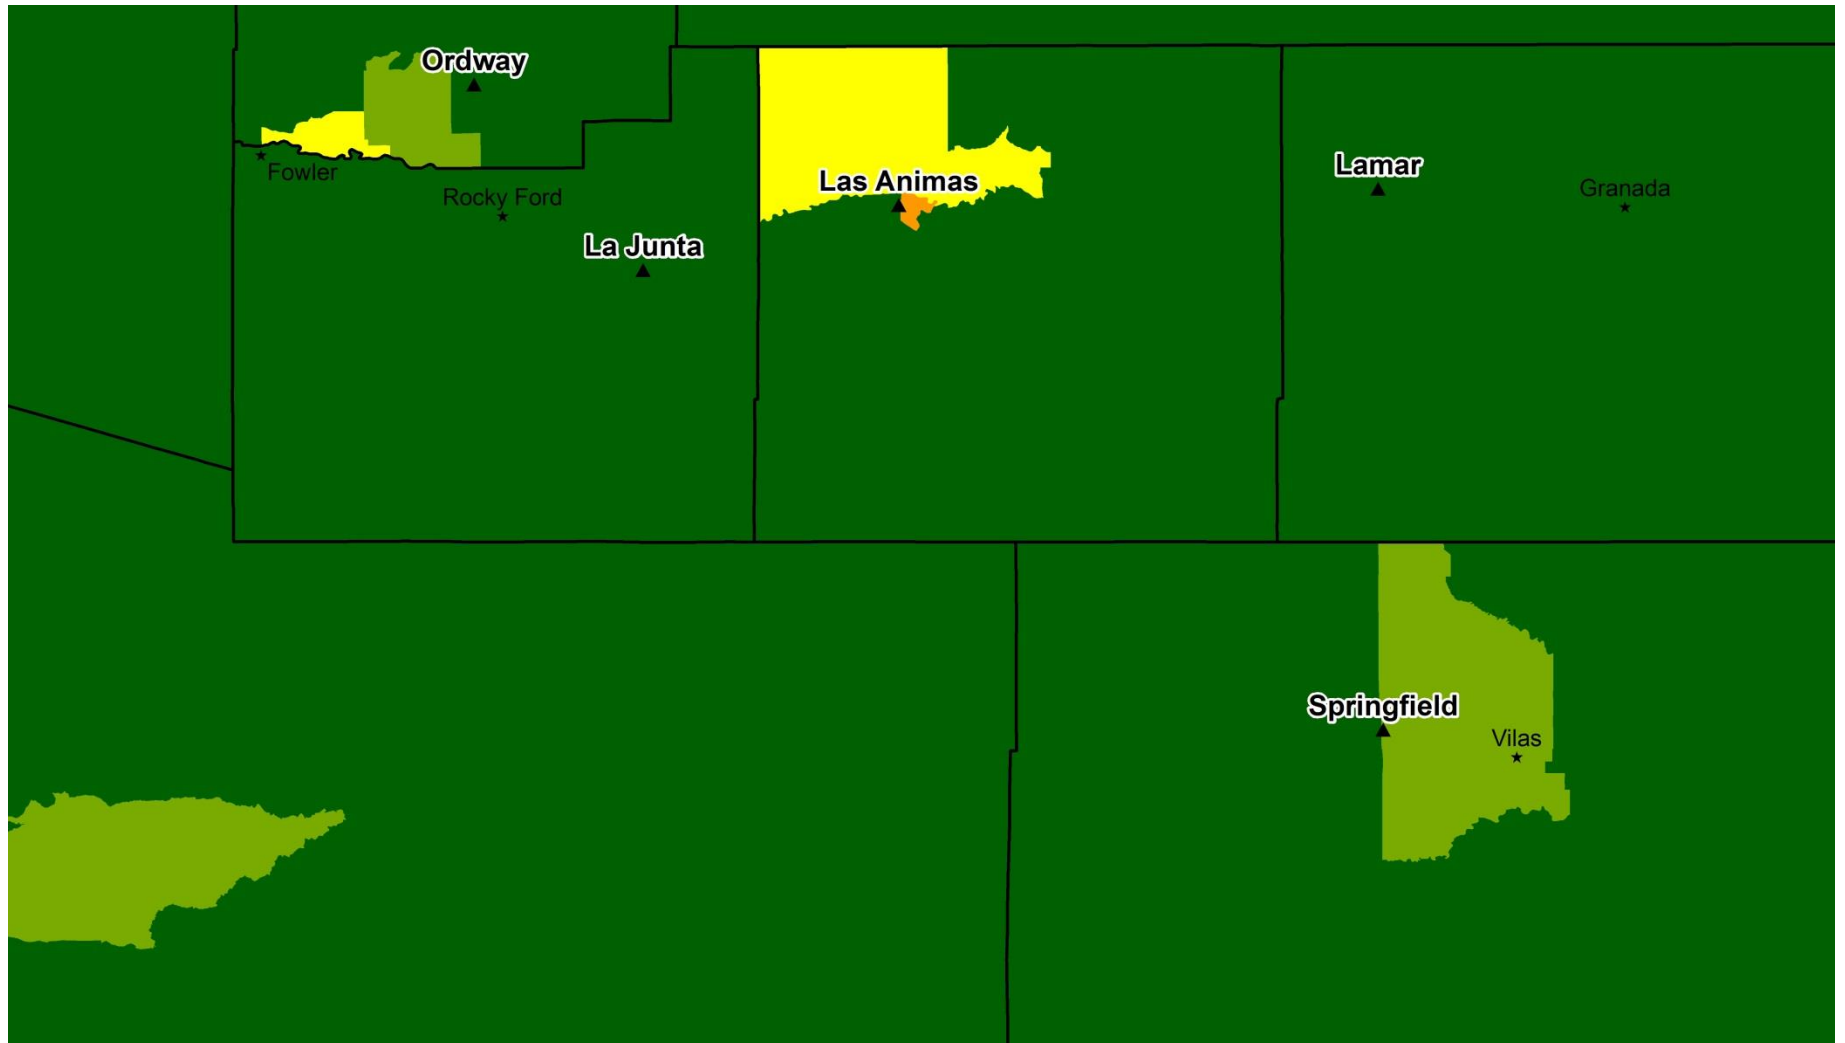 Ordway
Fowler
Rocky Ford
La Junta
Las Animas
Lamar
Granada
Springfield
Vilas